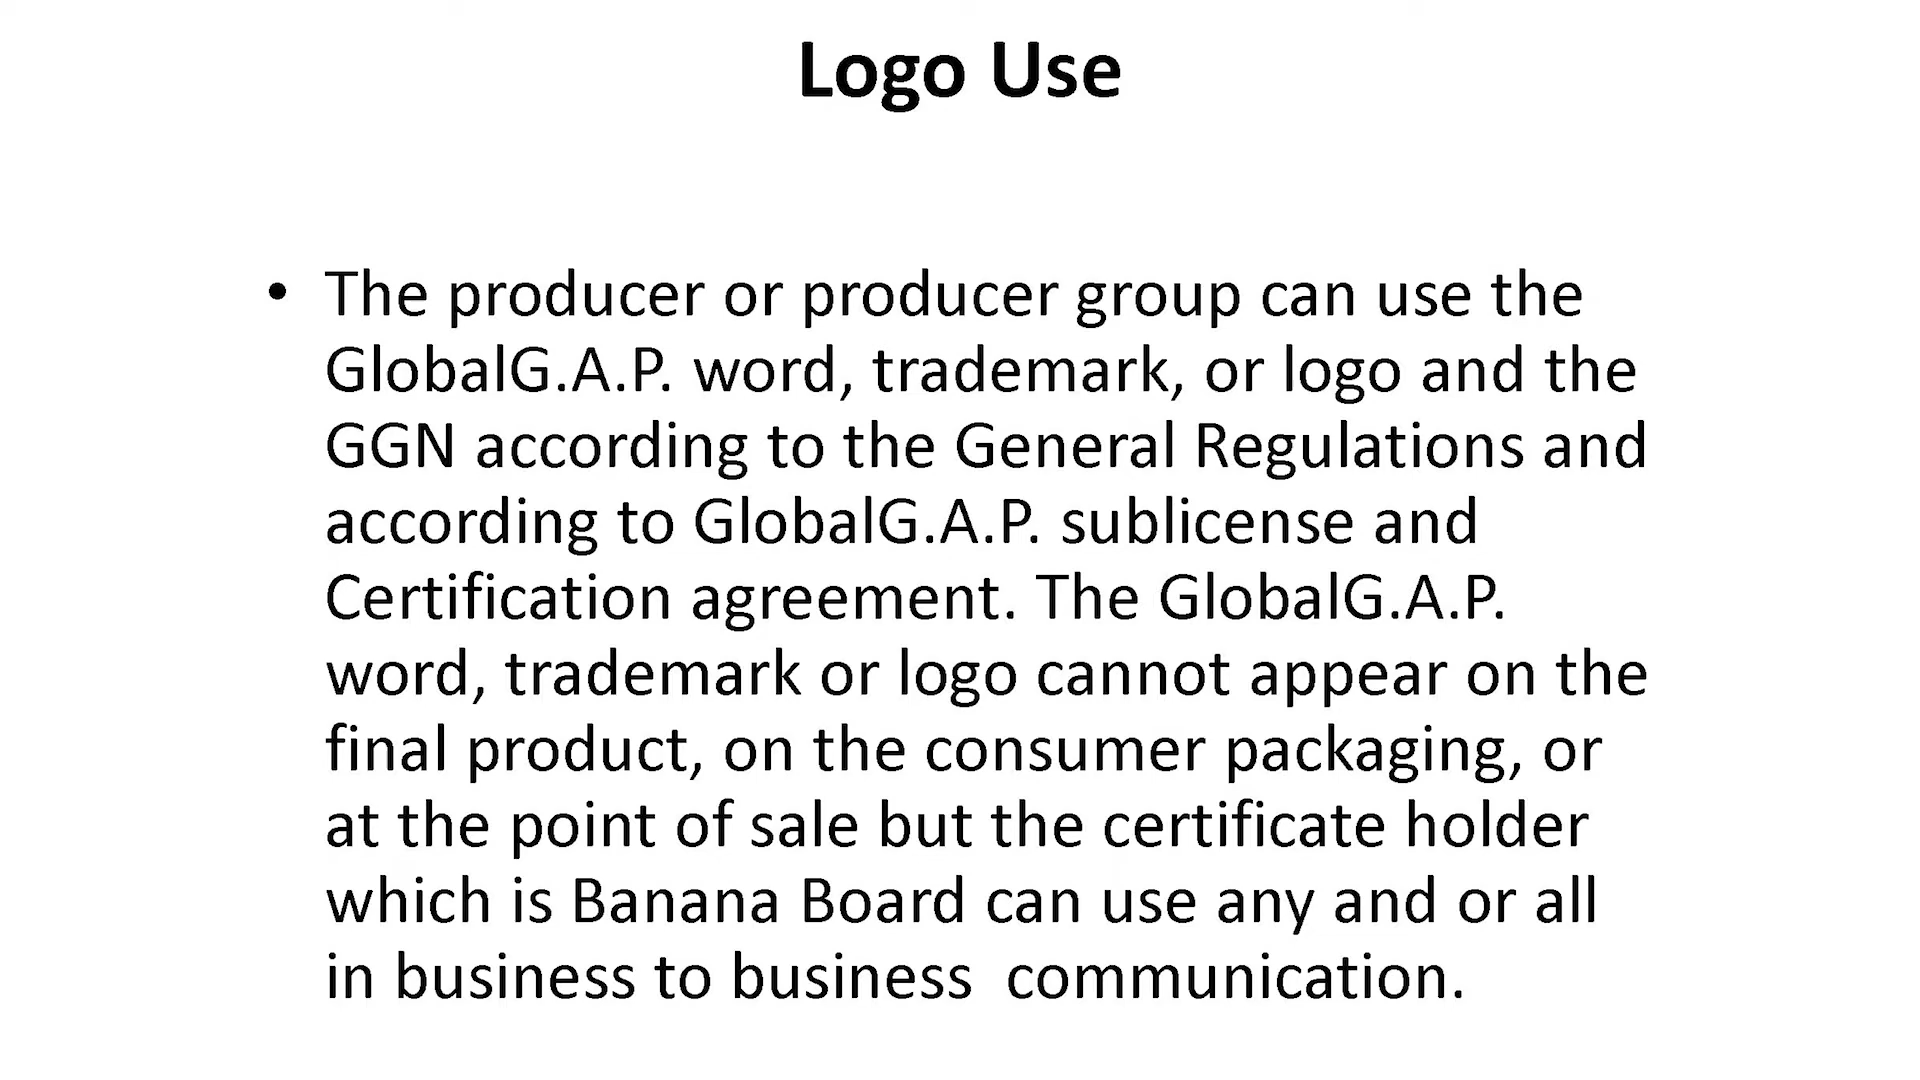 Logo Use
• The producer or producer group can use the
GlobalG.A.P. word, trademark, or logo and the
GGN according to the General Regulations and
according to GlobalG.A.P. sublicense and
Certification agreement. The GlobalG.A.P.
word, trademark or logo cannot appear on the
final product, on the consumer packaging, or
at the point of sale but the certificate holder
which is Banana Board can use any and or all
in business to business  communication.